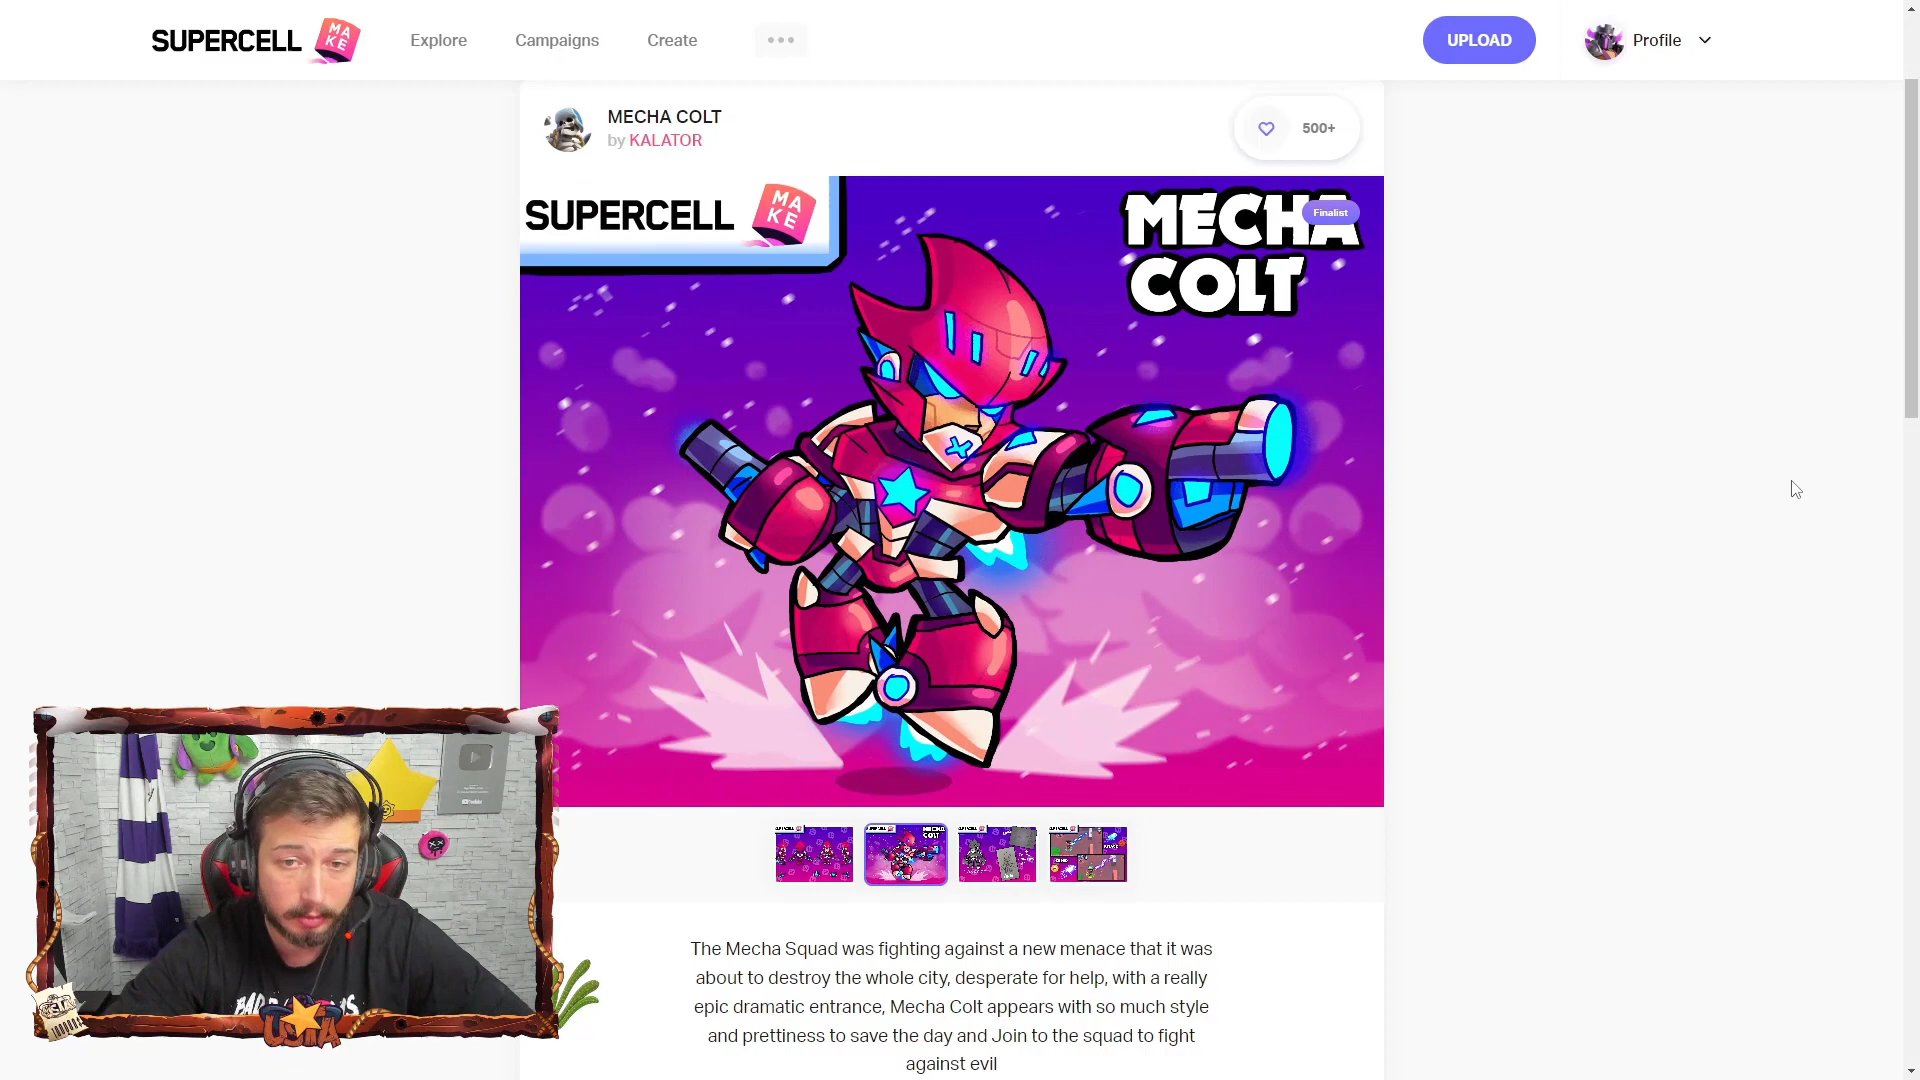 SUPERCELL
MA
KE
Explore
Campaigns
Create
UPLOAD
Profile
MECHA COLT
by KALATOR
500+
SUPERCELL
MA
KE
MECHA
COLT
Finalist
The Mecha Squad was fighting against a new menace that it was
about to destroy the whole city, desperate for help, with a really
epic dramatic entrance, Mecha Colt appears with so much style
and prettiness to save the day and Join to the squad to fight
against evil